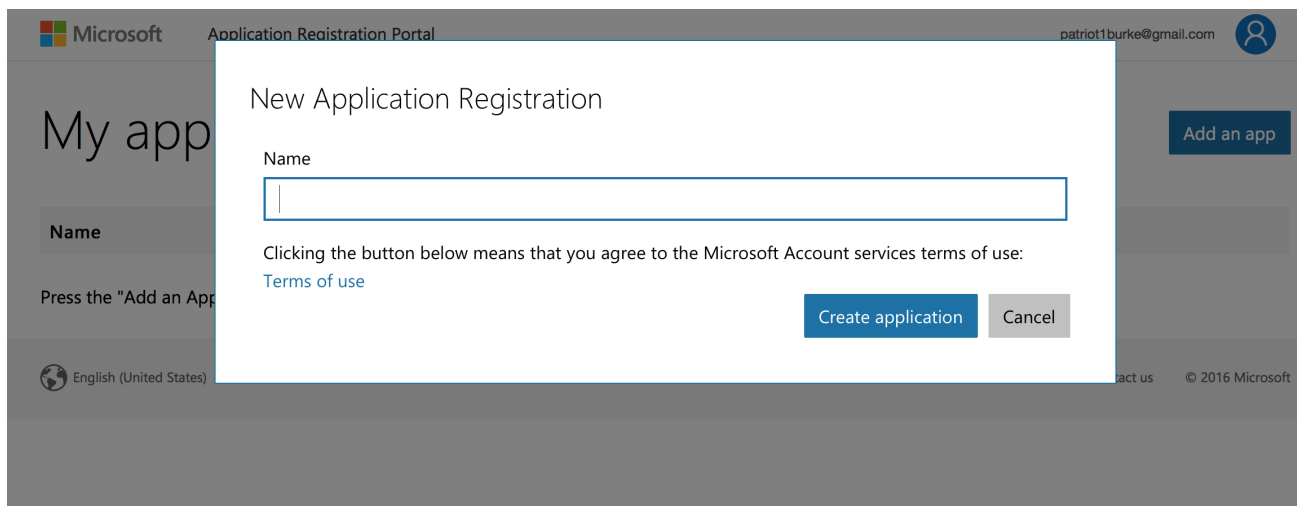 Microsoft Application Registration Portal patriot1burke@gmail.com
New Application Registration
My app
Add an app
Name
Name
Clicking the button below means that you agree to the Microsoft Account services terms of use:
Terms of use
Press the "Add an App
Create application Cancel
English (United States) tact us © 2016 Microsoft